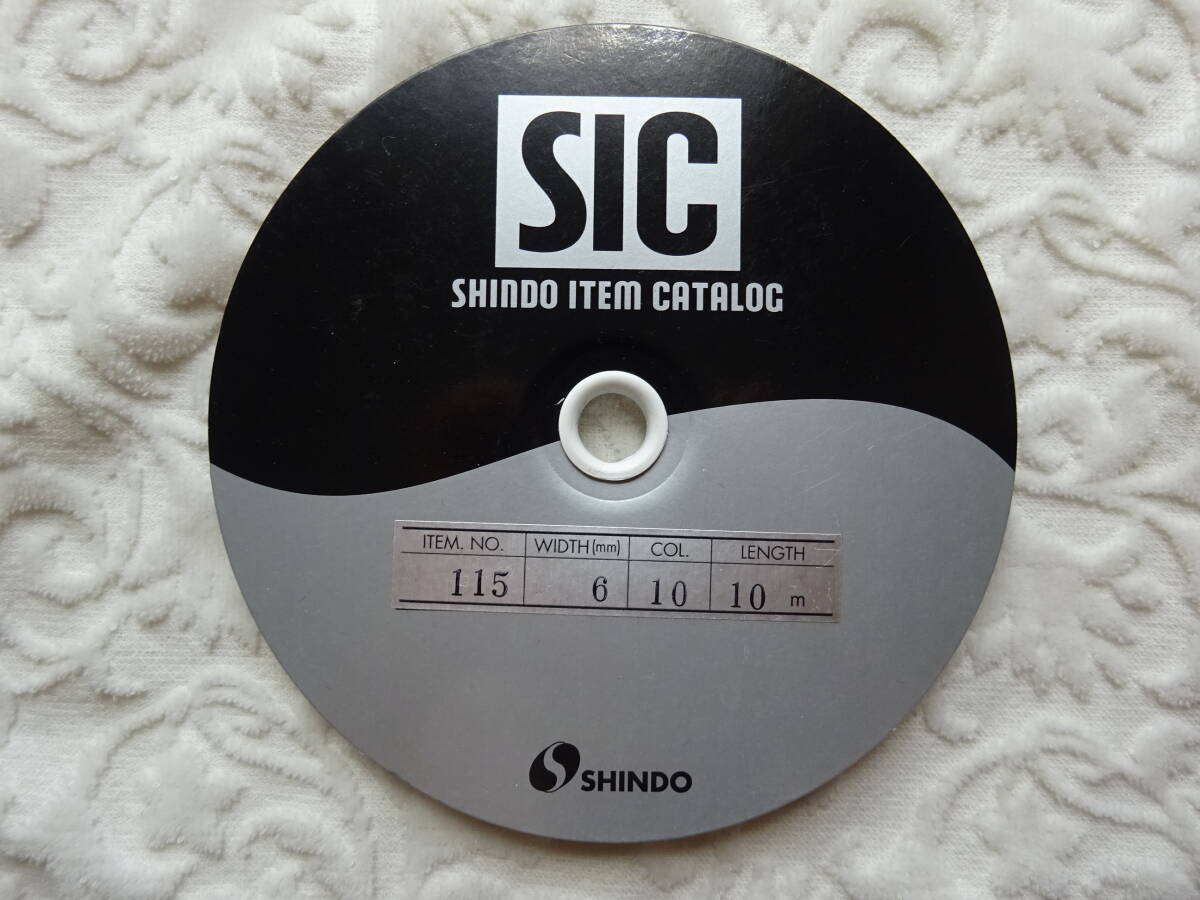 SIC
SHINDO ITEM CATALOG
ITEM. NO. WIDTH(mm) COL. LENGTH
115 6 10 10 m
SHINDO